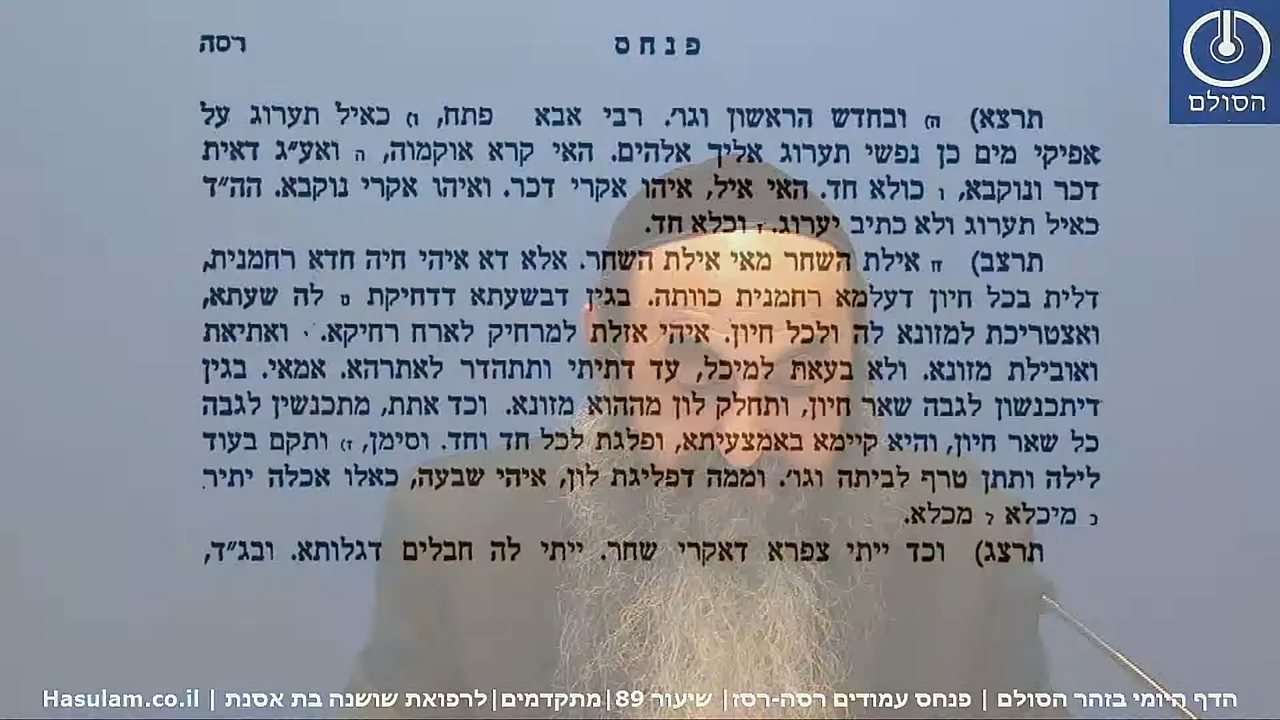 פנחס
רסה
הסולם
תרצא) ה) ובחדש הראשון וגו'. רבי אבא פתח, ו) כאיל תערוג על
אפיקי מים כן נפשי תערוג אליך אלהים. האי קרא אוקמוה, ה ואע"ג דאית
דכר ונוקבא, ו כולא חד. האי איל, איהו אקרי דכר. ואיהו אקרי נוקבא. הה"ד
כאיל תערוג ולא כתיב יערוג. ז וכלא חד.
תרצב) ח אילת השחר מאי אילת השחר. אלא דא איהי חיה חדא רחמנית,
דלית בכל חיון דעלמא רחמנית כוותה. בגין דבשעתא דדחיקת ט לה שעתא,
ואצטריכת למזונא לה ולכל חיון. איהי אזלת למרחיק לארח רחיקא. י ואתיאת
ואובילת מזונא. ולא בעאת למיכל, עד דתיתי ותתהדר לאתרהא. אמאי. בגין
דיתכנשון לגבה שאר חיון, ותחלק לון מההוא מזונא. וכד אתת, מתכנשין לגבה
כל שאר חיון, והיא קיימא באמצעיתא, ופלגת לכל חד וחד. וסימן, ז) ותקם בעוד
לילה ותתן טרף לביתה וגו'. וממה דפליגת לון, איהי שבעה, כאלו אכלה יתיר
כ מיכלא ל מכלא.
תרצג) וכד ייתי צפרא דאקרי שחר. ייתי לה חבלים דגלותא. ובג"ד,
הדף היומי בזהר הסולם | פנחס עמודים רסה-רסז| שיעור 89|מתקדמים|לרפואת שושנה בת אסנת | Hasulam.co.il